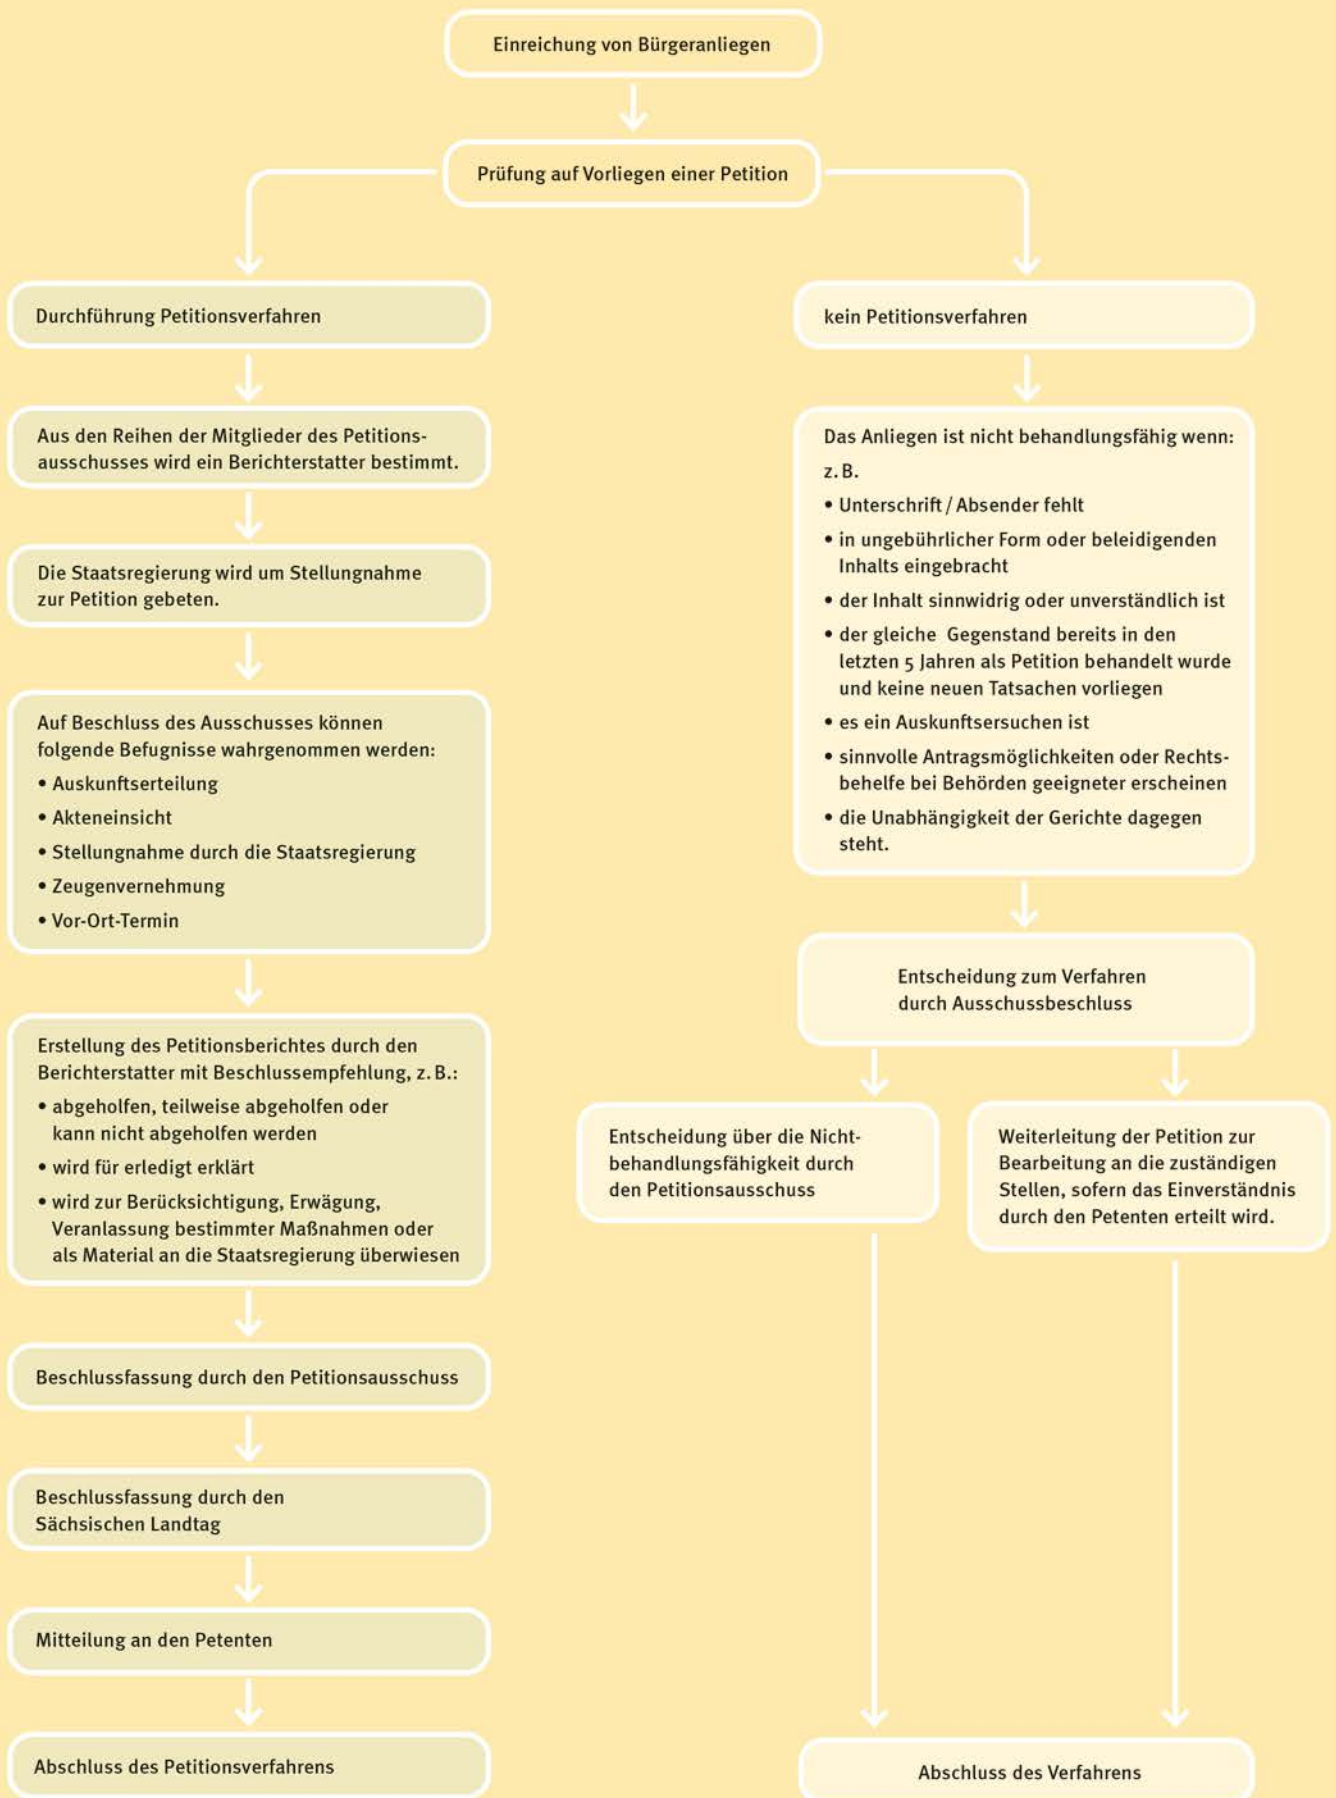 Einreichung von Bürgeranliegen
Prüfung auf Vorliegen einer Petition
Durchführung Petitionsverfahren
Aus den Reihen der Mitglieder des Petitions-
ausschusses wird ein Berichterstatter bestimmt.
Die Staatsregierung wird um Stellungnahme
zur Petition gebeten.
Auf Beschluss des Ausschusses können
folgende Befugnisse wahrgenommen werden:
• Auskunftserteilung
• Akteneinsicht
• Stellungnahme durch die Staatsregierung
• Zeugenvernehmung
• Vor-Ort-Termin
Erstellung des Petitionsberichtes durch den
Berichterstatter mit Beschlussempfehlung, z. B.:
• abgeholfen, teilweise abgeholfen oder
kann nicht abgeholfen werden
• wird für erledigt erklärt
• wird zur Berücksichtigung, Erwägung,
Veranlassung bestimmter Maßnahmen oder
als Material an die Staatsregierung überwiesen
Beschlussfassung durch den Petitionsausschuss
Beschlussfassung durch den
Sächsischen Landtag
Mitteilung an den Petenten
Abschluss des Petitionsverfahrens
kein Petitionsverfahren
Das Anliegen ist nicht behandlungsfähig wenn:
z. B.
• Unterschrift / Absender fehlt
• in ungebührlicher Form oder beleidigenden
Inhalts eingebracht
• der Inhalt sinnwidrig oder unverständlich ist
• der gleiche Gegenstand bereits in den
letzten 5 Jahren als Petition behandelt wurde
und keine neuen Tatsachen vorliegen
• es ein Auskunftsersuchen ist
• sinnvolle Antragsmöglichkeiten oder Rechts-
behelfe bei Behörden geeigneter erscheinen
• die Unabhängigkeit der Gerichte dagegen
steht.
Entscheidung zum Verfahren
durch Ausschussbeschluss
Entscheidung über die Nicht-
behandlungsfähigkeit durch
den Petitionsausschuss
Weiterleitung der Petition zur
Bearbeitung an die zuständigen
Stellen, sofern das Einverständnis
durch den Petenten erteilt wird.
Abschluss des Verfahrens